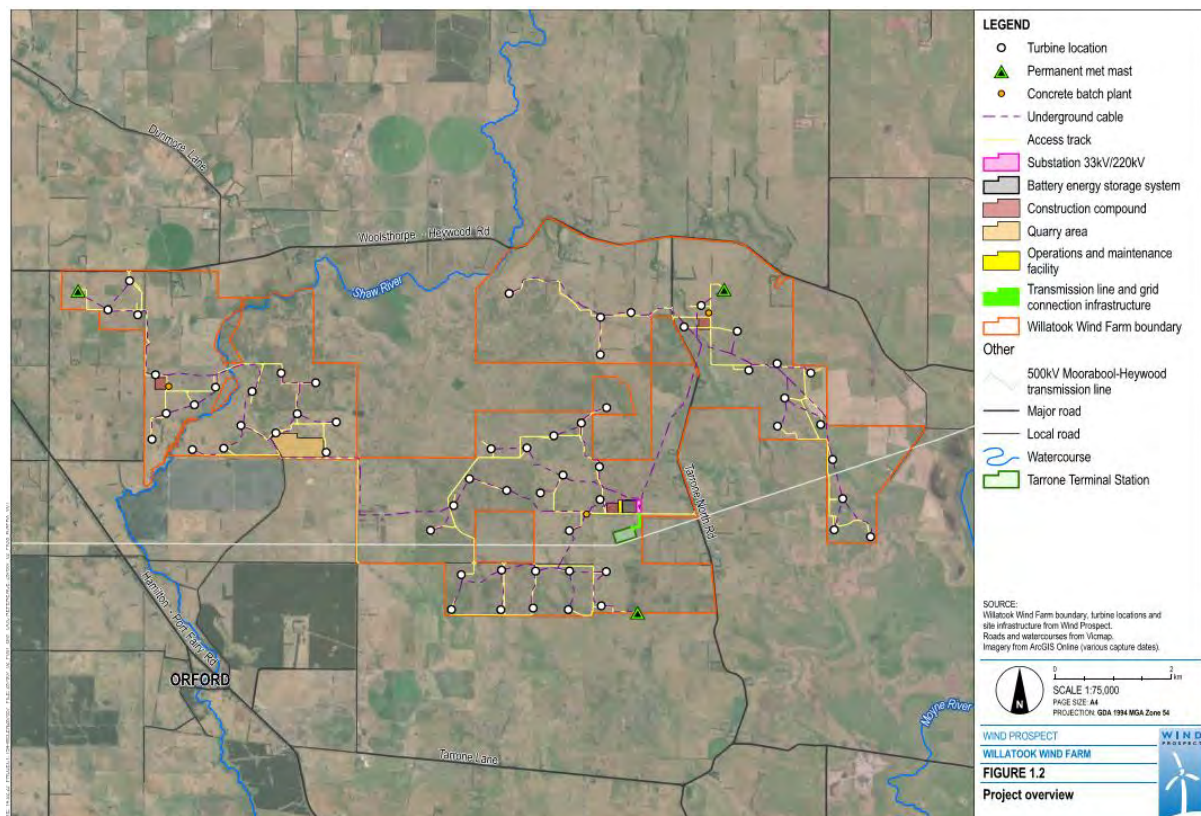 Dunmore Lane
Woolsthorpe - Heywood Rd
Shaw River
Tarrone North Rd
Hamilton - Port Fairy Rd
ORFORD
Tarrone Lane
Moyne River
LEGEND
Turbine location
Permanent met mast
Concrete batch plant
Underground cable
Access track
Substation 33kV/220kV
Battery energy storage system
Construction compound
Quarry area
Operations and maintenance
facility
Transmission line and grid
connection infrastructure
Willatook Wind Farm boundary
Other
500kV Moorabool-Heywood
transmission line
Major road
Local road
Watercourse
Tarrone Terminal Station
SOURCE:
Willatook Wind Farm boundary, turbine locations and
site infrastructure from Wind Prospect.
Roads and watercourses from Vicmap.
Imagery from ArcGIS Online (various capture dates).
0 2
km
N
SCALE 1:75,000
PAGE SIZE: A4
PROJECTION: GDA 1994 MGA Zone 54
WIND PROSPECT
WILLATOOK WIND FARM
FIGURE 1.2
Project overview
WIND
PROSPECT